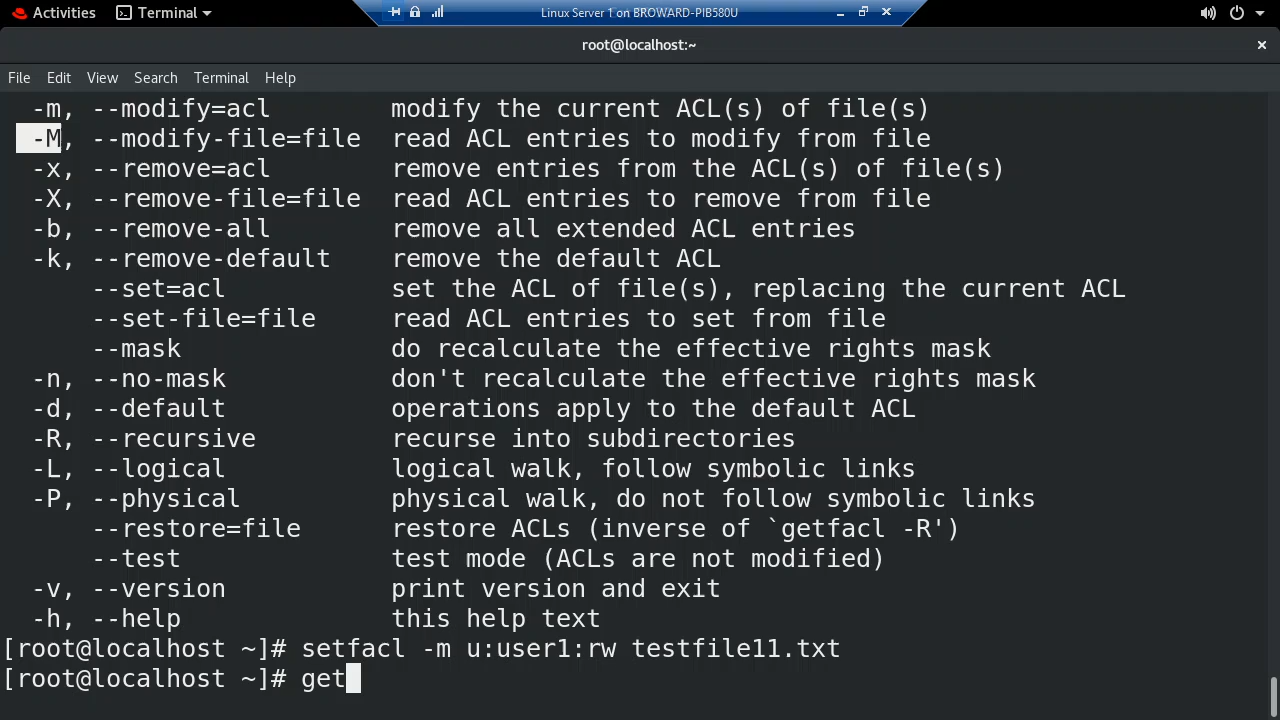 Activities Terminal Linux Server 1 on BROWARD-PIB580U
root@localhost:~
File Edit View Search Terminal Help
-m, --modify=acl modify the current ACL(s) of file(s)
-M, --modify-file=file read ACL entries to modify from file
-x, --remove=acl remove entries from the ACL(s) of file(s)
-X, --remove-file=file read ACL entries to remove from file
-b, --remove-all remove all extended ACL entries
-k, --remove-default remove the default ACL
--set=acl set the ACL of file(s), replacing the current ACL
--set-file=file read ACL entries to set from file
--mask do recalculate the effective rights mask
-n, --no-mask don't recalculate the effective rights mask
-d, --default operations apply to the default ACL
-R, --recursive recurse into subdirectories
-L, --logical logical walk, follow symbolic links
-P, --physical physical walk, do not follow symbolic links
--restore=file restore ACLs (inverse of `getfacl -R')
--test test mode (ACLs are not modified)
-v, --version print version and exit
-h, --help this help text
[root@localhost ~]# setfacl -m u:user1:rw testfile11.txt
[root@localhost ~]# get